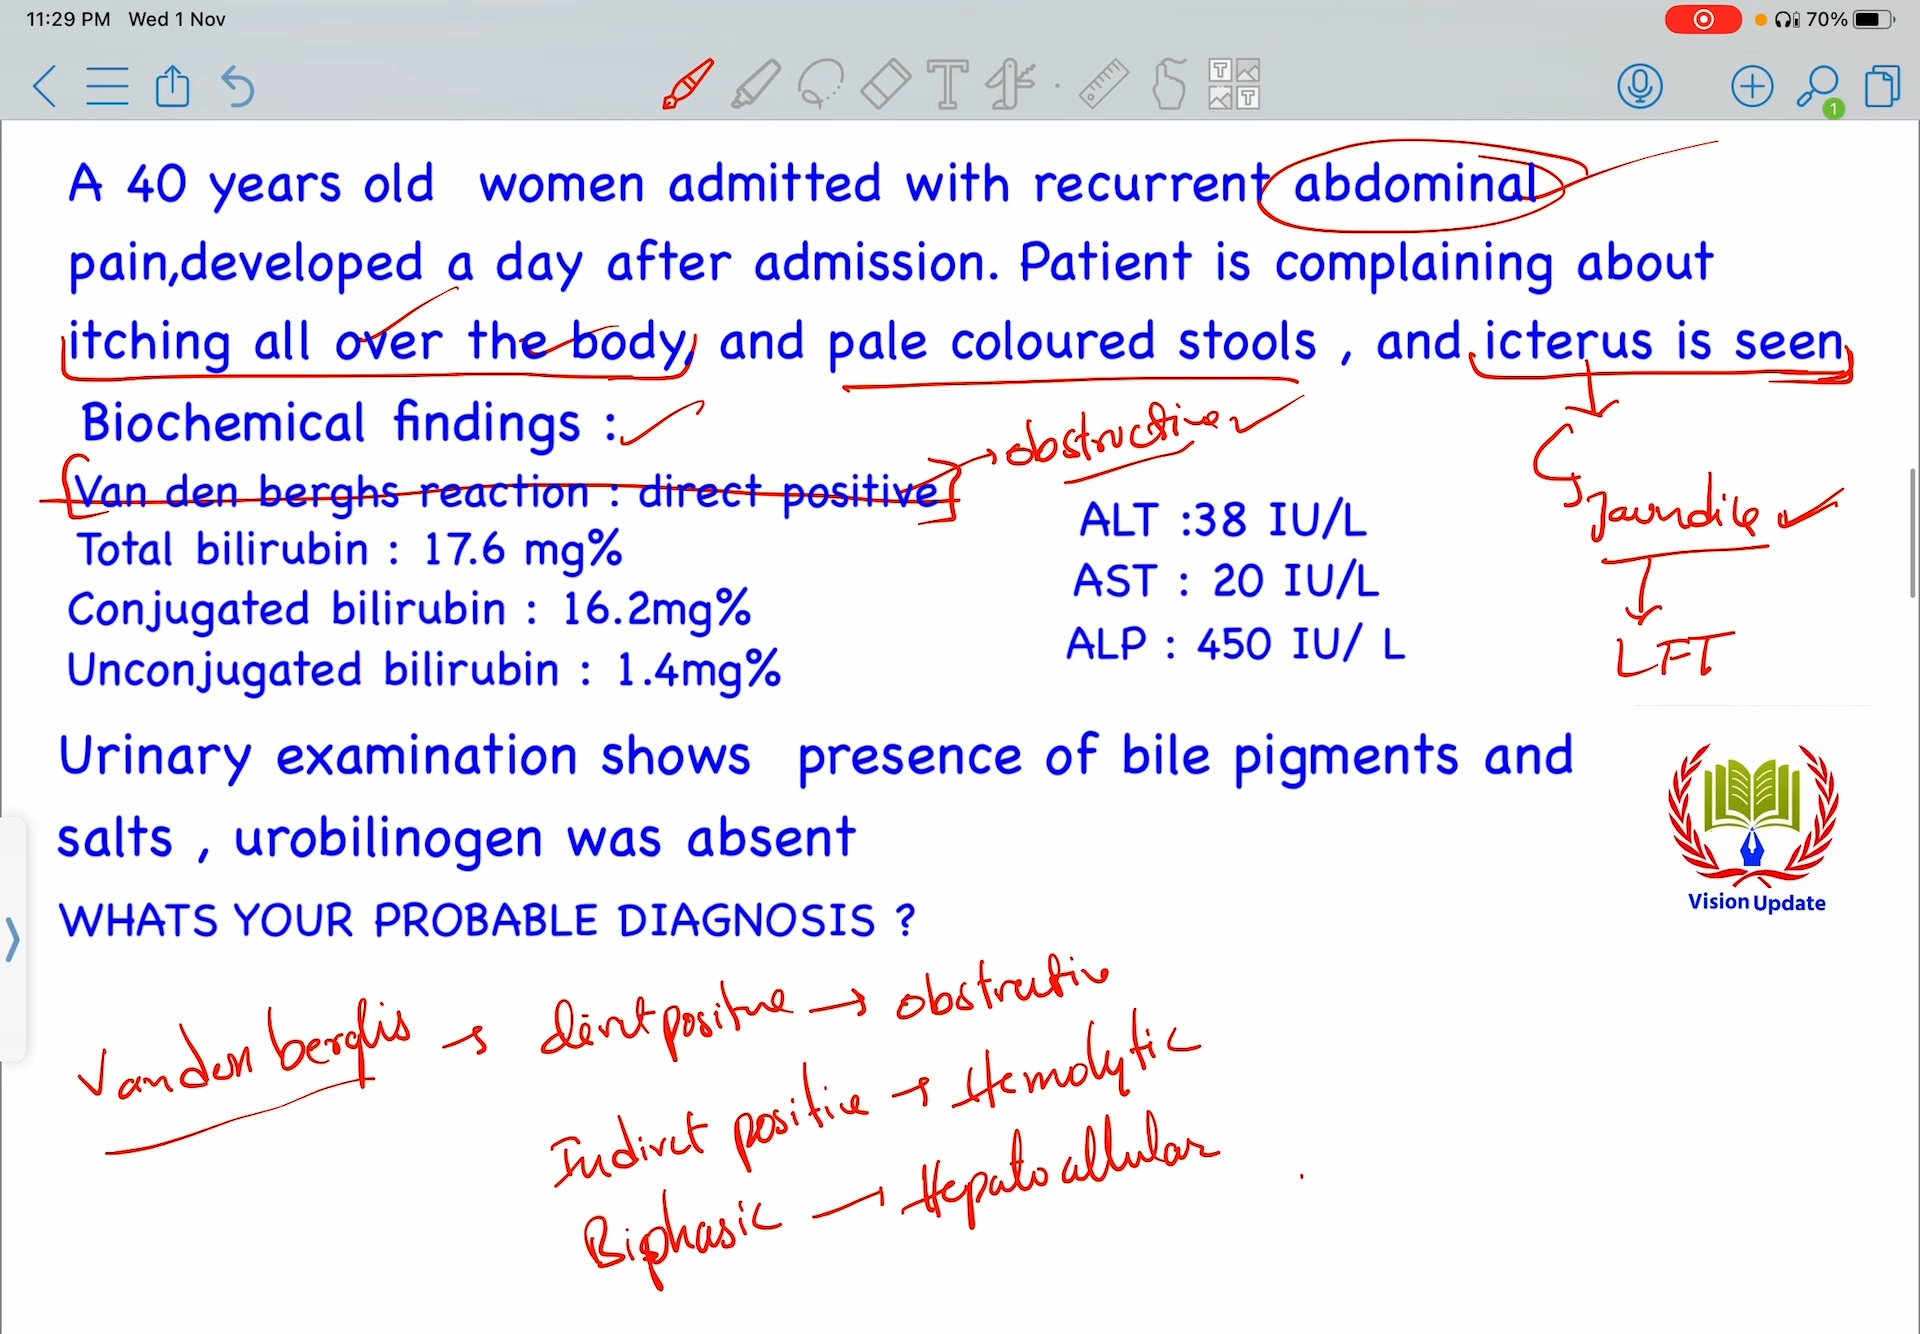 11:29 PM Wed 1 Nov
70%
1
A 40 years old women admitted with recurrent abdominal
pain,developed a day after admission. Patient is complaining about
itching all over the body, and pale coloured stools , and icterus is seen
Biochemical findings :
obstructive
Van den berghs reaction : direct positive
Jaundice
Total bilirubin : 17.6 mg%
ALT :38 IU/L
Conjugated bilirubin : 16.2mg%
AST : 20 IU/L
Unconjugated bilirubin : 1.4mg%
ALP : 450 IU/ L
LFT
Urinary examination shows presence of bile pigments and
salts , urobilinogen was absent
Vision Update
WHATS YOUR PROBABLE DIAGNOSIS ?
Vanden berghs → direct positive → obstructive
Indirect positive → Hemolytic
Biphasic → Hepatocellular